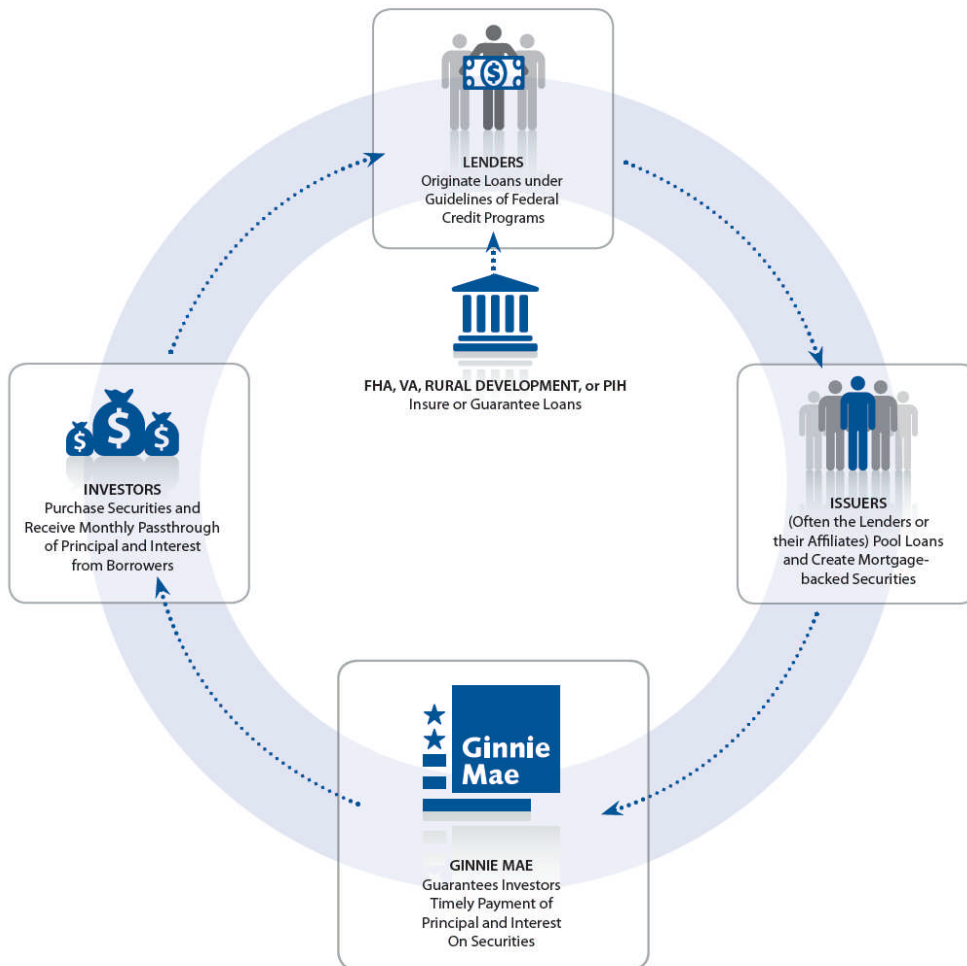 LENDERS
Originate Loans under
Guidelines of Federal
Credit Programs
FHA, VA, RURAL DEVELOPMENT, or PIH
Insure or Guarantee Loans
$
$
$
$
INVESTORS
Purchase Securities and
Receive Monthly Passthrough
of Principal and Interest
from Borrowers
ISSUERS
(Often the Lenders or
their Affiliates) Pool Loans
and Create Mortgage-
backed Securities
Ginnie
Mae
GINNIE MAE
Guarantees Investors
Timely Payment of
Principal and Interest
On Securities